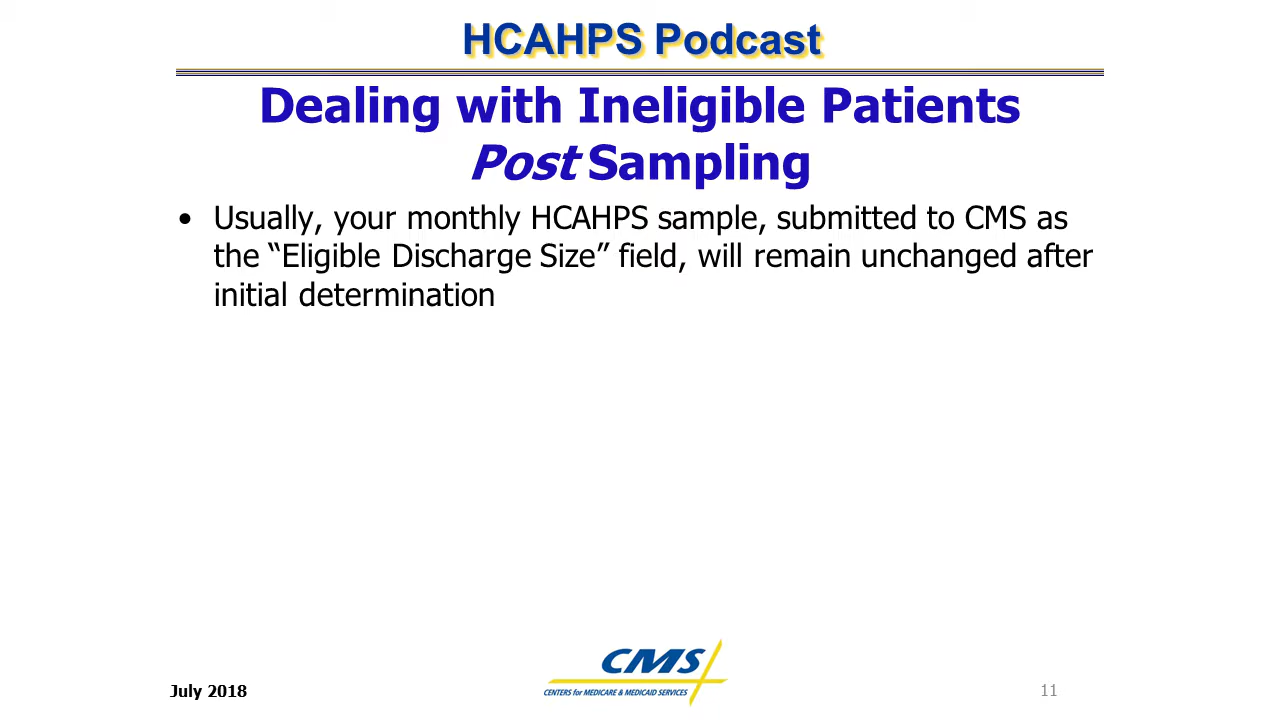 HCAHPS Podcast
Dealing with Ineligible Patients
Post Sampling
• Usually, your monthly HCAHPS sample, submitted to CMS as
the “Eligible Discharge Size” field, will remain unchanged after
initial determination
CMS
CENTERS for MEDICARE & MEDICAID SERVICES
July 2018
11